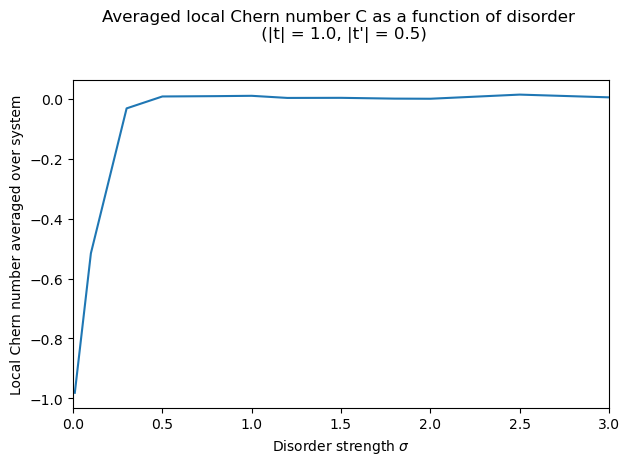 Averaged local Chern number C as a function of disorder
(|t| = 1.0, |t'| = 0.5)
Local Chern number averaged over system
0.0
−0.2
−0.4
−0.6
−0.8
−1.0
0.0 0.5 1.0 1.5 2.0 2.5 3.0
Disorder strength σ